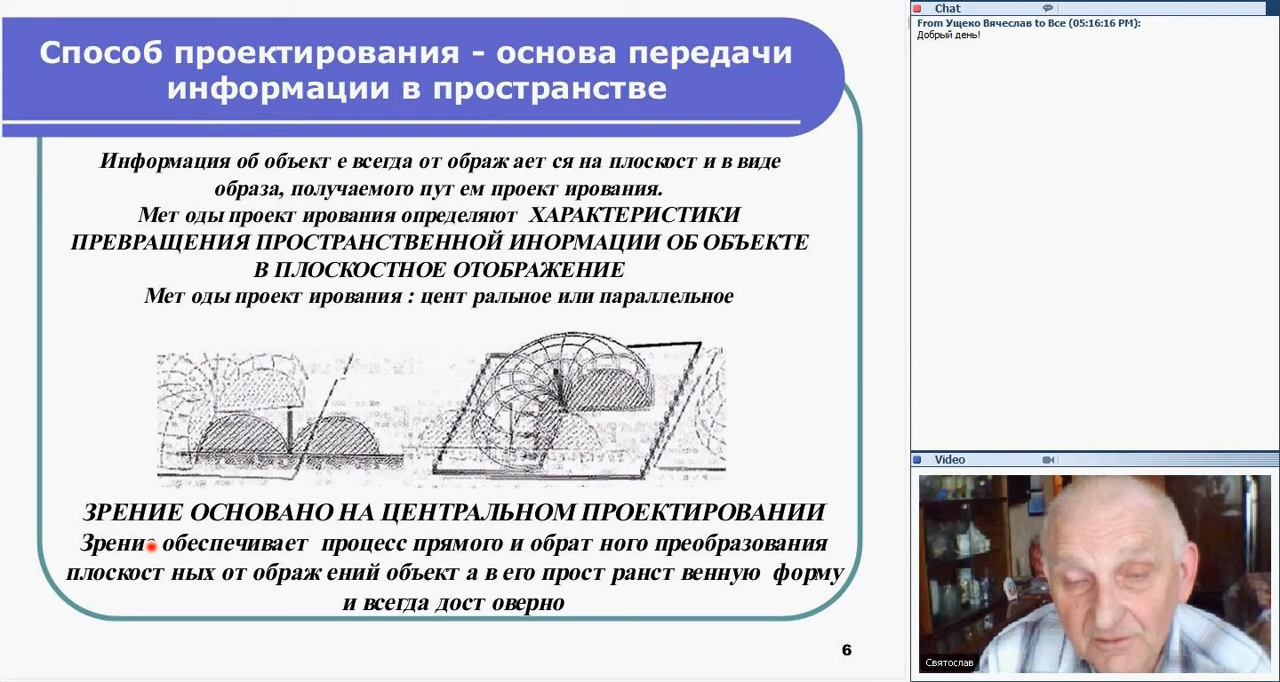 Способ проектирования - основа передачи
информации в пространстве
Информация об объект е всегда от ображ ает ся на плоскост и в виде
образа, получаемого пут ем проект ирования.
Мет оды проект ирования определяют ХАРАКТЕРИСТИКИ
ПРЕВРАЩЕНИЯ ПРОСТРАНСТВЕННОЙ ИНОРМАЦИИ ОБ ОБЪЕКТЕ
В ПЛОСКОСТНОЕ ОТОБРАЖЕНИЕ
Мет оды проект ирования : цент ральное или параллельное
ЗРЕНИЕ ОСНОВАНО НА ЦЕНТРАЛЬНОМ ПРОЕКТИРОВАНИИ
Зрение обеспечивает процесс прямого и обрат ного преобразования
плоскост ных от ображ ений объект а в его прост ранст венную форму
и всегда дост оверно
6
Chat
From Ущеко Вячеслав to Все (05:16:16 PM):
Добрый день!
Video
Святослав